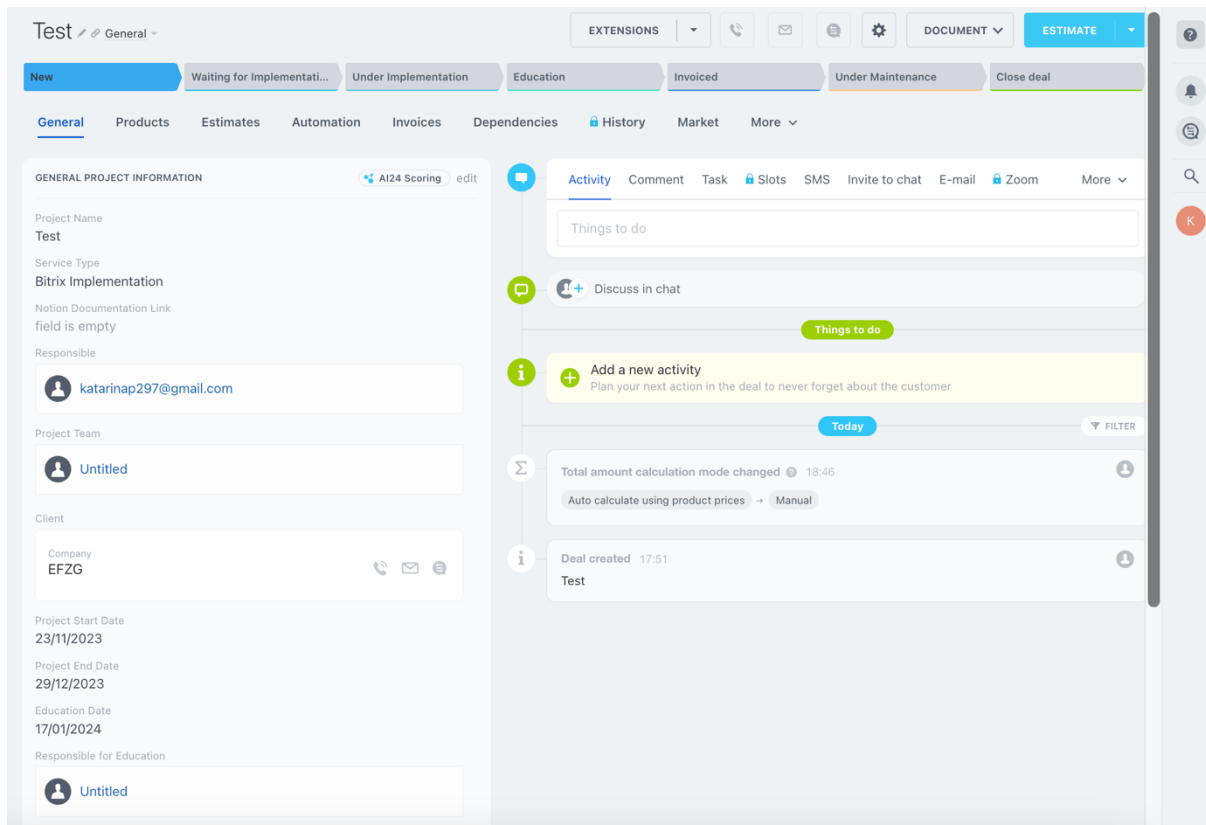 Test General
EXTENSIONS
DOCUMENT
ESTIMATE
New
Waiting for Implementati...
Under Implementation
Education
Invoiced
Under Maintenance
Close deal
General
Products
Estimates
Automation
Invoices
Dependencies
History
Market
More
GENERAL PROJECT INFORMATION
AI24 Scoring
edit
Project Name
Test
Service Type
Bitrix Implementation
Notion Documentation Link
field is empty
Responsible
katarinap297@gmail.com
Project Team
Untitled
Client
Company
EFZG
Project Start Date
23/11/2023
Project End Date
29/12/2023
Education Date
17/01/2024
Responsible for Education
Untitled
Activity
Comment
Task
Slots
SMS
Invite to chat
E-mail
Zoom
More
Things to do
Discuss in chat
Things to do
Add a new activity
Plan your next action in the deal to never forget about the customer
Today
FILTER
Total amount calculation mode changed ? 18:46
Auto calculate using product prices → Manual
Deal created 17:51
Test
?
K